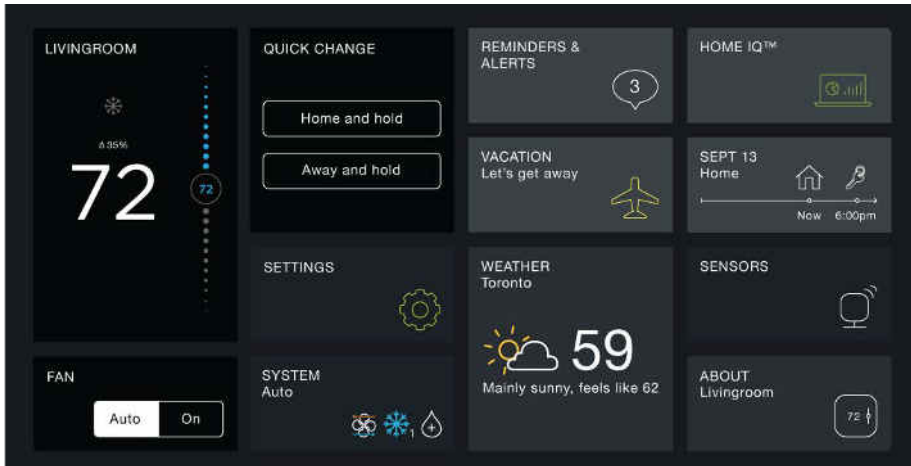 LIVINGROOM
35%
72
72
FAN
Auto On
QUICK CHANGE
Home and hold
Away and hold
SETTINGS
SYSTEM
Auto
1
REMINDERS &
ALERTS
3
VACATION
Let's get away
WEATHER
Toronto
59
Mainly sunny, feels like 62
HOME IQ™
SEPT 13
Home
Now 6:00pm
SENSORS
ABOUT
Livingroom
72